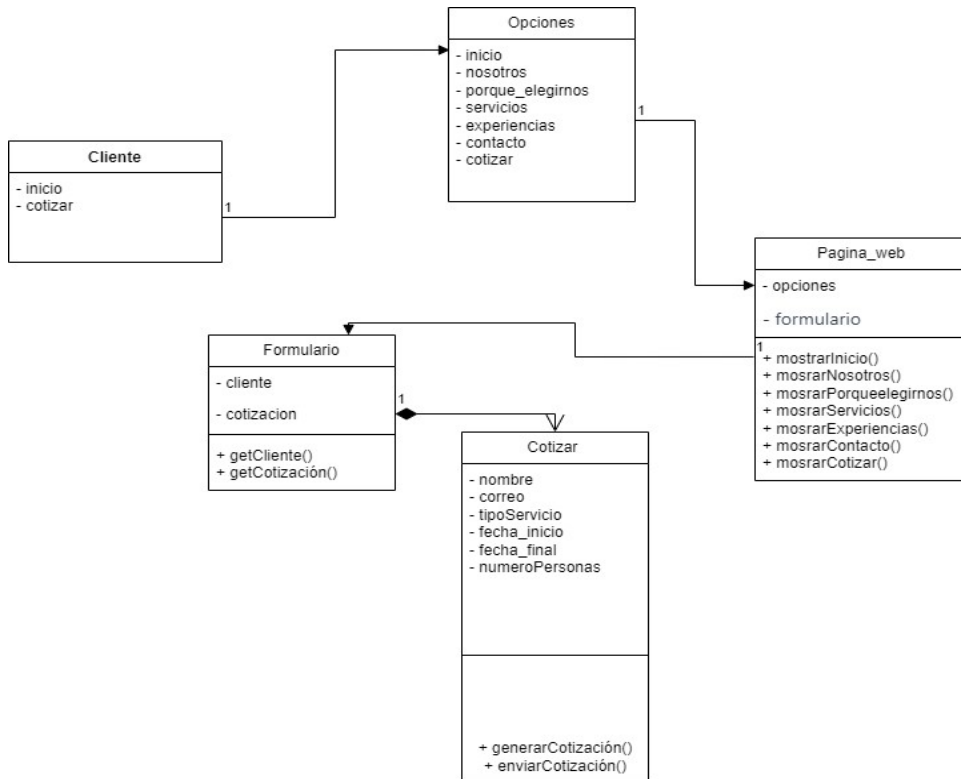 Opciones
- inicio
- nosotros
- porque_elegirnos
- servicios
- experiencias
- contacto
- cotizar
1
Cliente
- inicio
- cotizar
1
Pagina_web
- opciones
- formulario
1
+ mostrarInicio()
+ mosrarNosotros()
+ mosrarPorqueelegirnos()
+ mosrarServicios()
+ mosrarExperiencias()
+ mosrarContacto()
+ mosrarCotizar()
Formulario
- cliente
- cotizacion
1
+ getCliente()
+ getCotización()
Cotizar
- nombre
- correo
- tipoServicio
- fecha_inicio
- fecha_final
- numeroPersonas
+ generarCotización()
+ enviarCotización()